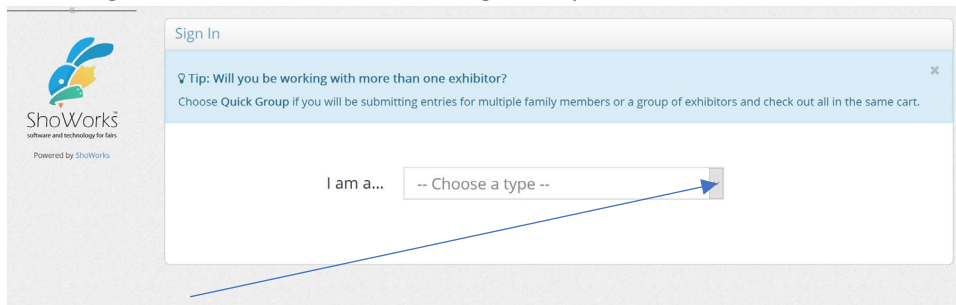 Sign In
Tip: Will you be working with more than one exhibitor?
Choose Quick Group if you will be submitting entries for multiple family members or a group of exhibitors and check out all in the same cart.
ShoWorks
software and technology for fairs
Powered by ShoWorks
I am a... -- Choose a type --